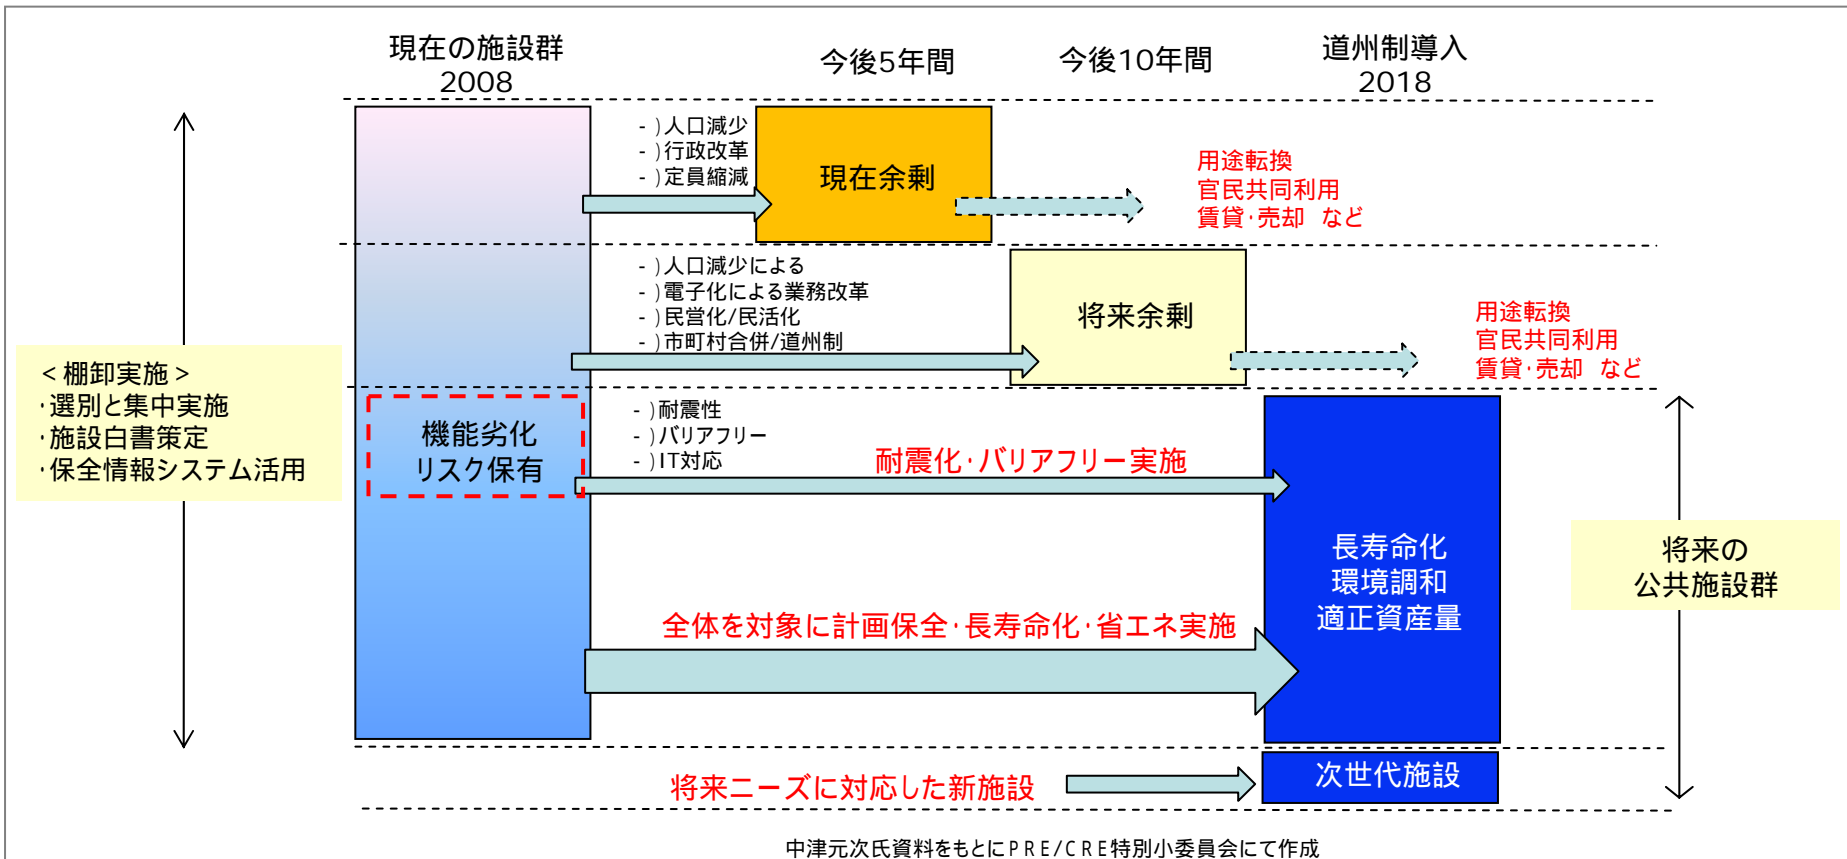 現在の施設群
2008
今後5年間
今後10年間
道州制導入
2018
- )人口減少
- )行政改革
- )定員縮減
現在余剰
用途転換
官民共同利用
賃貸･売却 など
- )人口減少による
- )電子化による業務改革
- )民営化/民活化
- )市町村合併/道州制
将来余剰
用途転換
官民共同利用
賃貸･売却 など
<棚卸実施>
･選別と集中実施
･施設白書策定
･保全情報システム活用
機能劣化
リスク保有
- )耐震性
- )バリアフリー
- )IT対応
耐震化･バリアフリー実施
長寿命化
環境調和
適正資産量
将来の
公共施設群
全体を対象に計画保全･長寿命化･省エネ実施
将来ニーズに対応した新施設
次世代施設
中津元次氏資料をもとにPRE/CRE特別小委員会にて作成